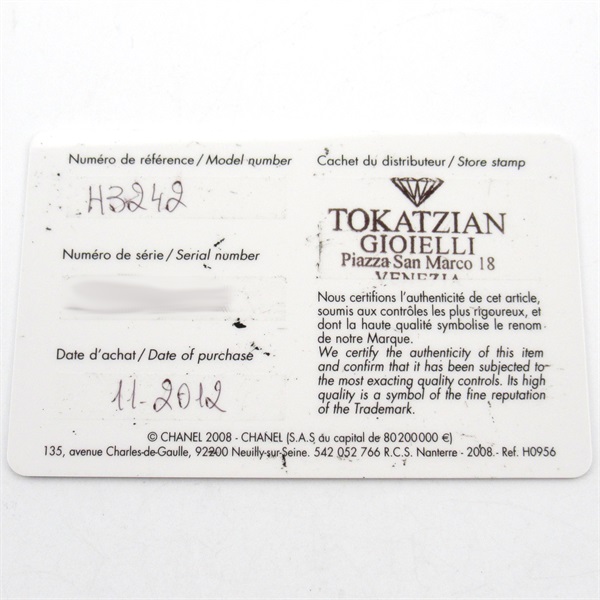 Numéro de référence / Model number
H3242
Numéro de série / Serial number
Date d'achat / Date of purchase
11-2012
Cachet du distributeur / Store stamp
TOKATZIAN
GIOIELLI
Piazza San Marco 18
VENEZIA
Nous certifions l'authenticité de cet article,
soumis aux contrôles les plus rigoureux, et
dont la haute qualité symbolise le renom
de notre Marque.
We certify the authenticity of this item
and confirm that it has been subjected to
the most exacting quality controls. Its high
quality is a symbol of the fine reputation
of the Trademark.
© CHANEL 2008 - CHANEL (S.A.S au capital de 80 200 000 €)
135, avenue Charles-de-Gaulle, 92200 Neuilly-sur-Seine. 542 052 766 R.C.S. Nanterre - 2008 - Ref. H0956